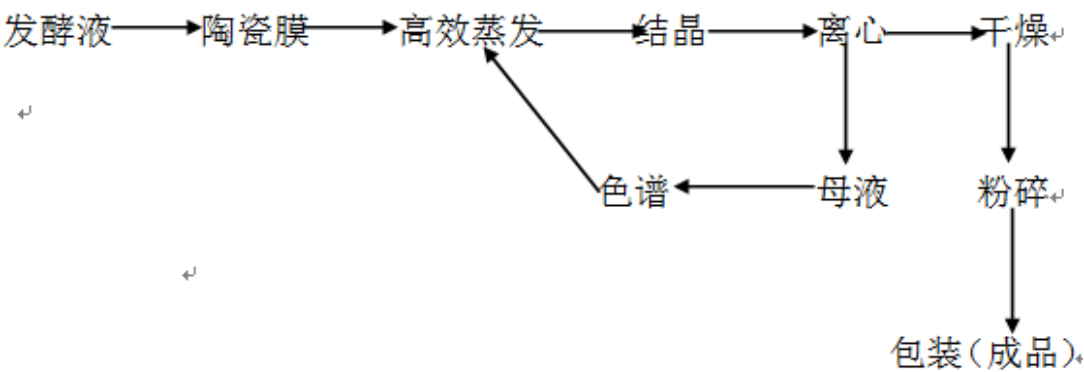 发酵液 陶瓷膜 高效蒸发 结晶 离心 干燥
色谱 母液 粉碎
包装(成品)